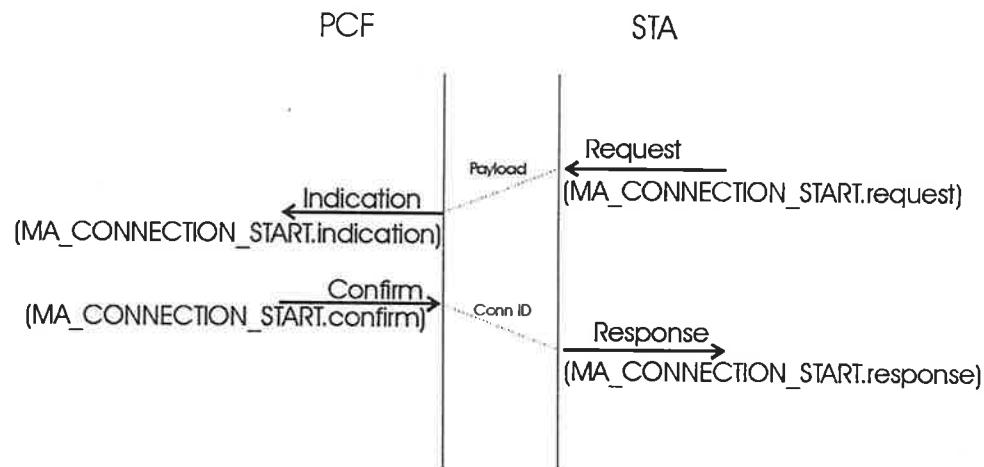 PCF STA
Request
Payload
(MA_CONNECTION_START.request)
Indication
(MA_CONNECTION_START.indication)
Confirm
(MA_CONNECTION_START.confirm)
Conn ID
Response
(MA_CONNECTION_START.response)